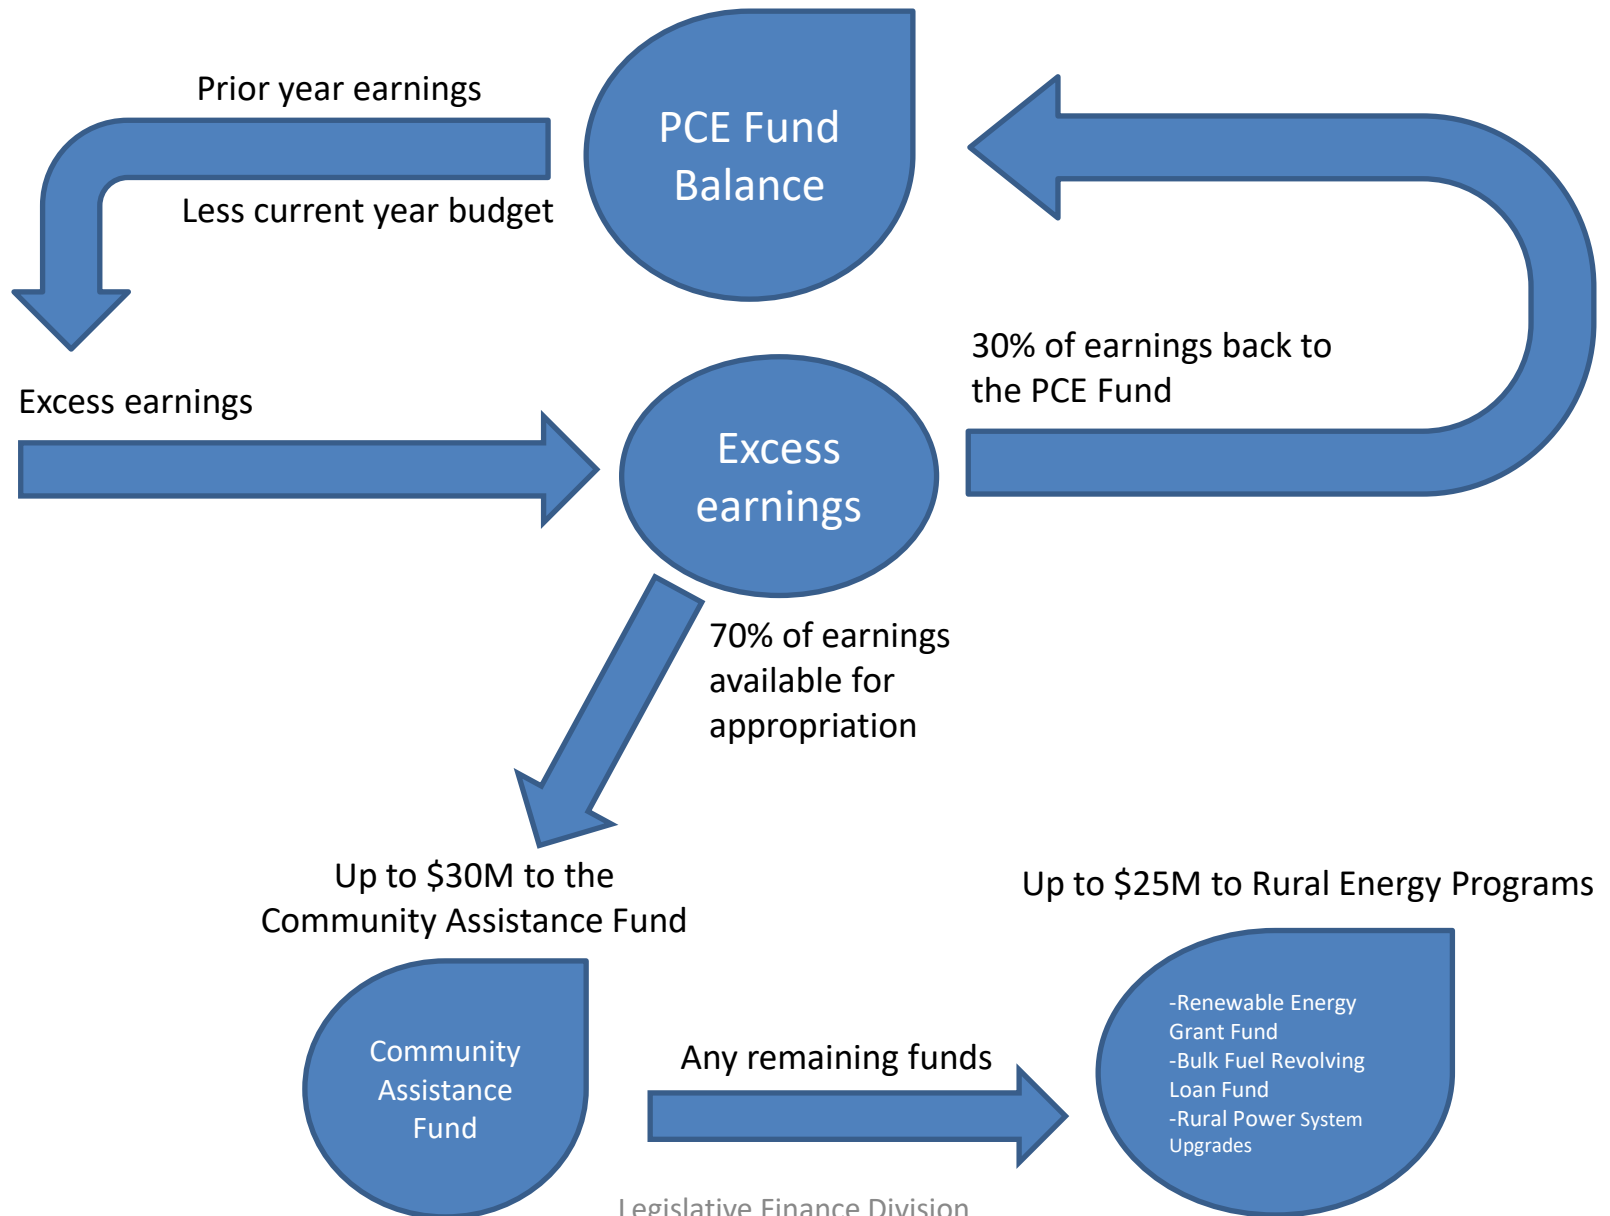 Prior year earnings
PCE Fund
Balance
Less current year budget
30% of earnings back to
the PCE Fund
Excess earnings
Excess
earnings
70% of earnings
available for
appropriation
Up to $30M to the
Community Assistance Fund
Up to $25M to Rural Energy Programs
Community
Assistance
Fund
Any remaining funds
-Renewable Energy
Grant Fund
-Bulk Fuel Revolving
Loan Fund
-Rural Power System
Upgrades
Legislative Finance Division